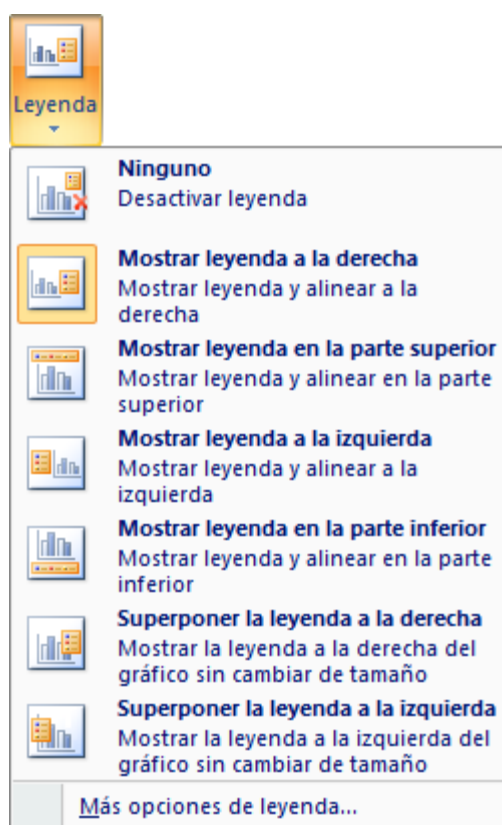 Leyenda
Ninguno
Desactivar leyenda
Mostrar leyenda a la derecha
Mostrar leyenda y alinear a la
derecha
Mostrar leyenda en la parte superior
Mostrar leyenda y alinear en la parte
superior
Mostrar leyenda a la izquierda
Mostrar leyenda y alinear a la
izquierda
Mostrar leyenda en la parte inferior
Mostrar leyenda y alinear en la parte
inferior
Superponer la leyenda a la derecha
Mostrar la leyenda a la derecha del
gráfico sin cambiar de tamaño
Superponer la leyenda a la izquierda
Mostrar la leyenda a la izquierda del
gráfico sin cambiar de tamaño
Más opciones de leyenda...